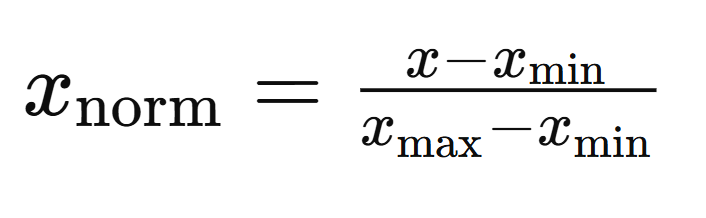 x_norm = (x − x_min) / (x_max − x_min)